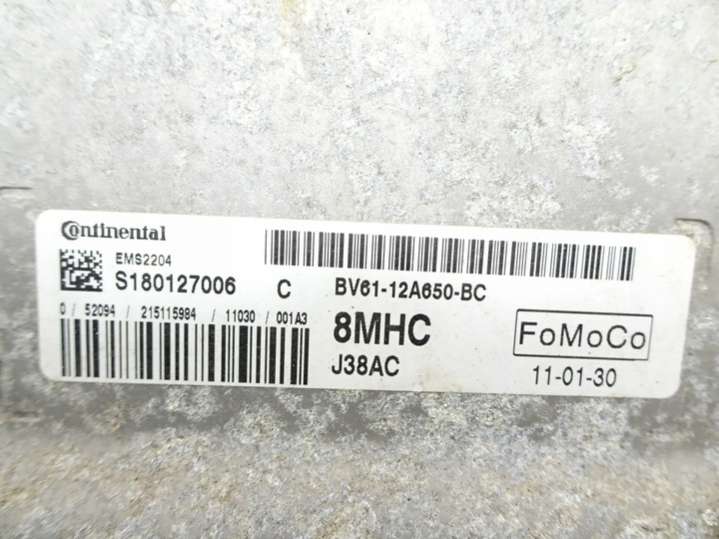 Continental
EMS2204
S180127006 C BV61-12A650-BC
0 / 52094 / 215115984 / 11030 / 001A3
8MHC
FoMoCo
J38AC
11-01-30